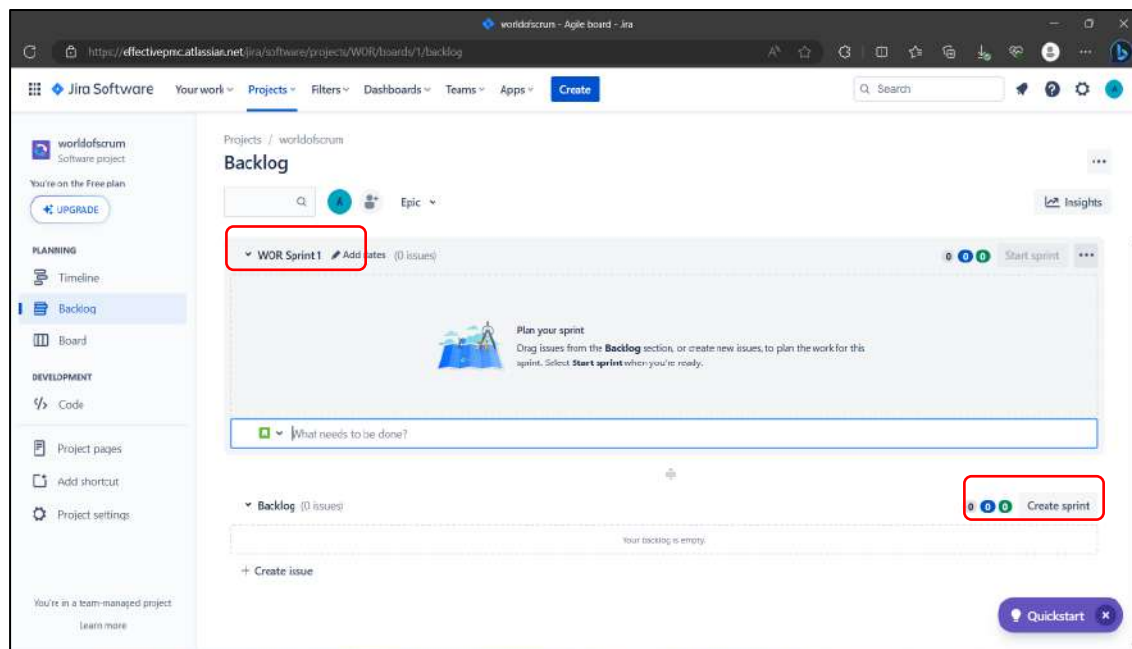 worldofscrum - Agile board - Jira
https://effectivepmc.atlassian.net/jira/software/projects/WOR/boards/1/backlog
Jira Software Your work Projects Filters Dashboards Teams Apps Create Search
worldofscrum
Software project
You're on the Free plan
UPGRADE
PLANNING
Timeline
Backlog
Board
DEVELOPMENT
Code
Project pages
Add shortcut
Project settings
You're in a team-managed project
Learn more
Projects / worldofscrum
Backlog
A Epic Insights
WOR Sprint 1 Add dates (0 issues) 0 0 0 Start sprint
Plan your sprint
Drag issues from the Backlog section, or create new issues, to plan the work for this
sprint. Select Start sprint when you're ready.
What needs to be done?
Backlog (0 issues) 0 0 0 Create sprint
Your backlog is empty.
+ Create issue
Quickstart